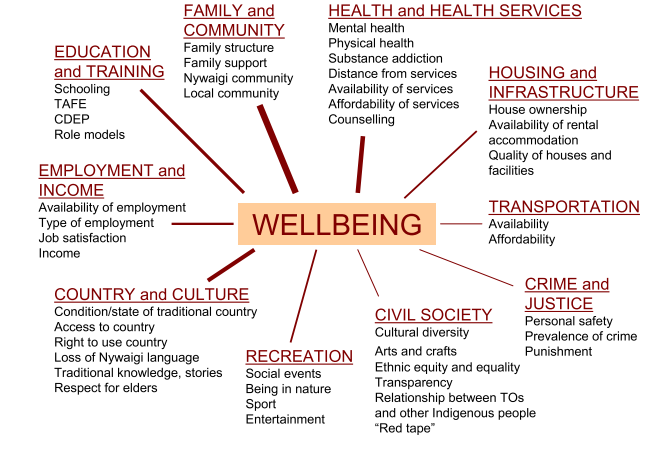 FAMILY and
COMMUNITY
Family structure
Family support
Nywaigi community
Local community
HEALTH and HEALTH SERVICES
Mental health
Physical health
Substance addiction
Distance from services
Availability of services
Affordability of services
Counselling
EDUCATION
and TRAINING
Schooling
TAFE
CDEP
Role models
HOUSING and
INFRASTRUCTURE
House ownership
Availability of rental
accommodation
Quality of houses and
facilities
EMPLOYMENT and
INCOME
Availability of employment
Type of employment
Job satisfaction
Income
WELLBEING
TRANSPORTATION
Availability
Affordability
COUNTRY and CULTURE
Condition/state of traditional country
Access to country
Right to use country
Loss of Nywaigi language
Traditional knowledge, stories
Respect for elders
RECREATION
Social events
Being in nature
Sport
Entertainment
CIVIL SOCIETY
Cultural diversity
Arts and crafts
Ethnic equity and equality
Transparency
Relationship between TOs
and other Indigenous people
“Red tape”
CRIME and
JUSTICE
Personal safety
Prevalence of crime
Punishment